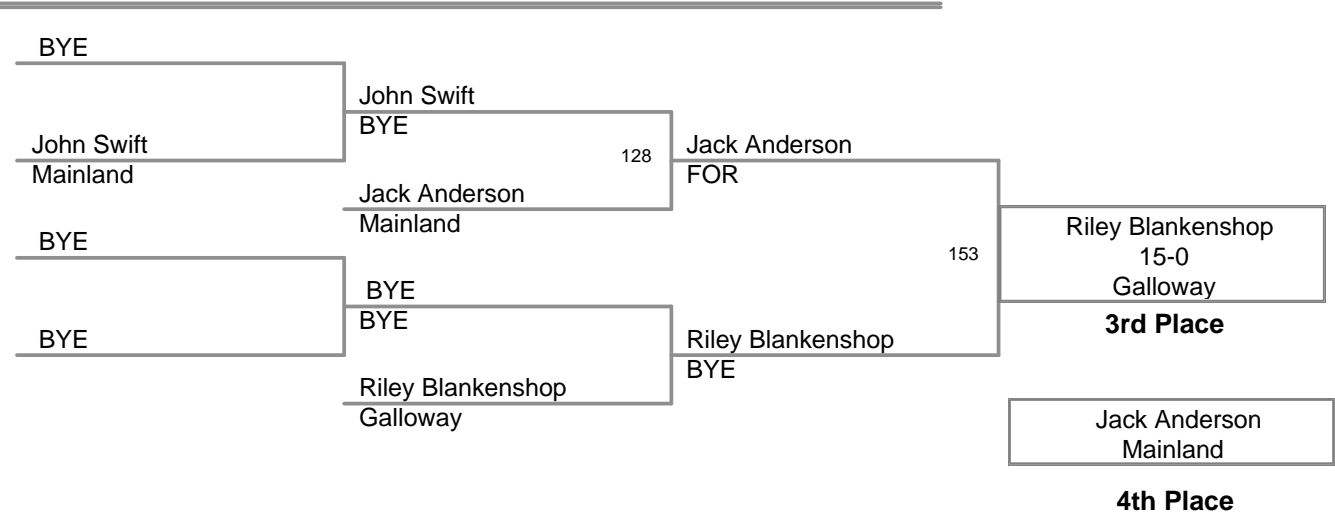 BYE
John Swift
BYE
John Swift
Mainland
128
Jack Anderson
FOR
Jack Anderson
Mainland
BYE
153
Riley Blankenshop
15-0
Galloway
3rd Place
BYE
BYE
BYE
Riley Blankenshop
BYE
Riley Blankenshop
Galloway
Jack Anderson
Mainland
4th Place